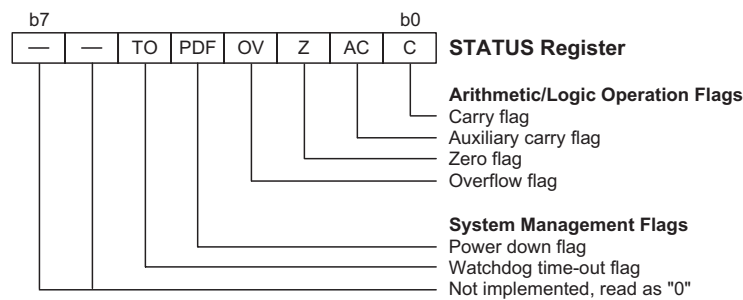 b7 b0
— — TO PDF OV Z AC C STATUS Register
Arithmetic/Logic Operation Flags
Carry flag
Auxiliary carry flag
Zero flag
Overflow flag
System Management Flags
Power down flag
Watchdog time-out flag
Not implemented, read as "0"